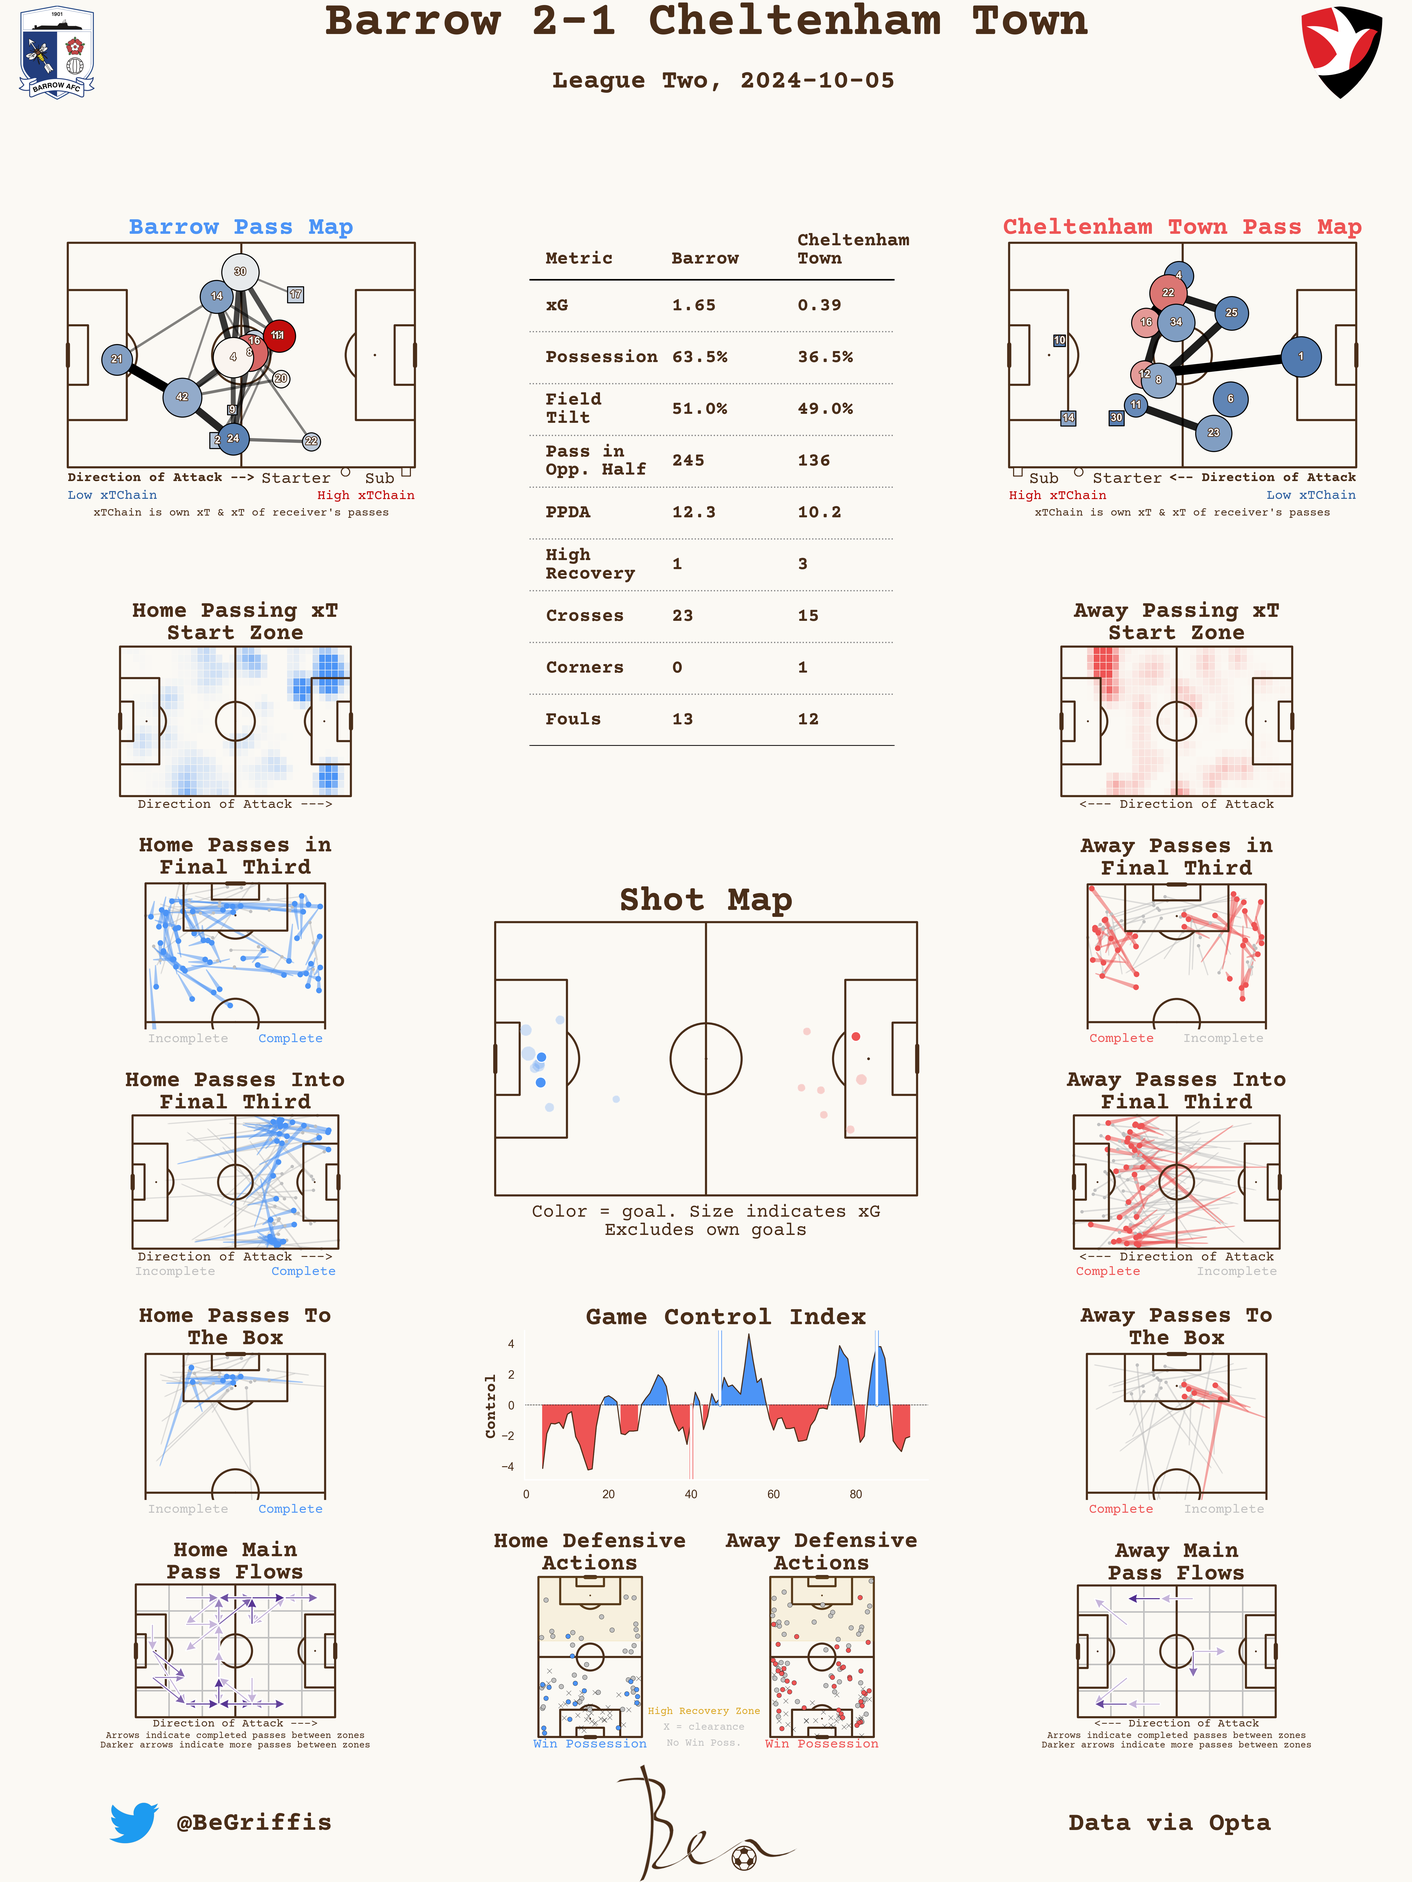 Barrow 2-1 Cheltenham Town
League Two, 2024-10-05
1901
BARROW AFC
Barrow Pass Map
30
14
17
16
11
21
8
4
20
42
9
2
24
22
Direction of Attack --> Starter Sub
Low xTChain High xTChain
xTChain is own xT & xT of receiver's passes
Metric Barrow Cheltenham Town
xG 1.65 0.39
Possession 63.5% 36.5%
Field Tilt 51.0% 49.0%
Pass in Opp. Half 245 136
PPDA 12.3 10.2
High Recovery 1 3
Crosses 23 15
Corners 0 1
Fouls 13 12
Cheltenham Town Pass Map
4
22
25
16
34
10
1
12
8
6
11
14
30
23
Sub Starter <-- Direction of Attack
High xTChain Low xTChain
xTChain is own xT & xT of receiver's passes
Home Passing xT
Start Zone
Direction of Attack --->
Away Passing xT
Start Zone
<--- Direction of Attack
Home Passes in
Final Third
Incomplete Complete
Away Passes in
Final Third
Complete Incomplete
Shot Map
Color = goal. Size indicates xG
Excludes own goals
Home Passes Into
Final Third
Direction of Attack --->
Incomplete Complete
Away Passes Into
Final Third
<--- Direction of Attack
Complete Incomplete
Home Passes To
The Box
Incomplete Complete
Game Control Index
Control
4
2
0
−2
−4
0 20 40 60 80
Away Passes To
The Box
Complete Incomplete
Home Main
Pass Flows
Direction of Attack --->
Arrows indicate completed passes between zones
Darker arrows indicate more passes between zones
Home Defensive
Actions
Win Possession
High Recovery Zone
X = clearance
No Win Poss.
Away Defensive
Actions
Win Possession
Away Main
Pass Flows
<--- Direction of Attack
Arrows indicate completed passes between zones
Darker arrows indicate more passes between zones
@BeGriffis
Ben
Data via Opta